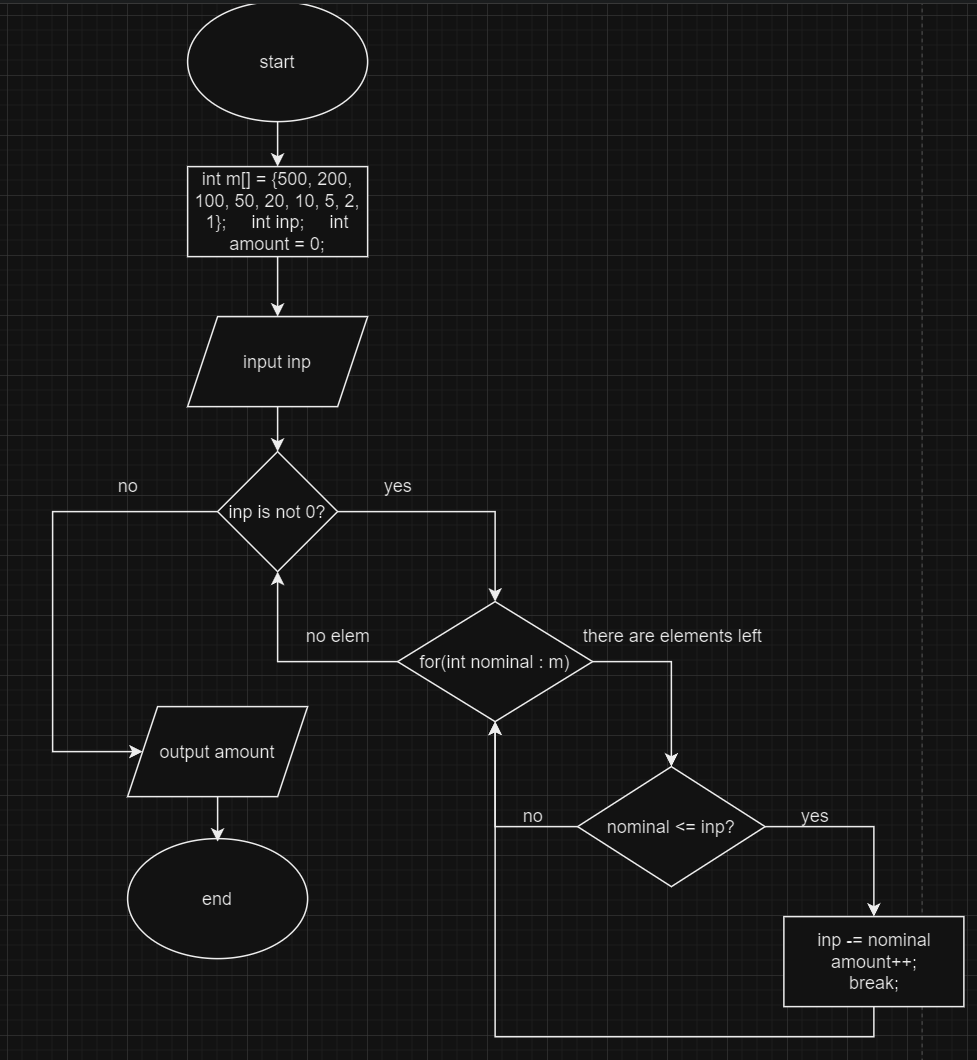 start
int m[] = {500, 200,
100, 50, 20, 10, 5, 2,
1}; int inp; int
amount = 0;
input inp
no
yes
inp is not 0?
no elem
there are elements left
for(int nominal : m)
output amount
no
yes
nominal <= inp?
end
inp -= nominal
amount++;
break;